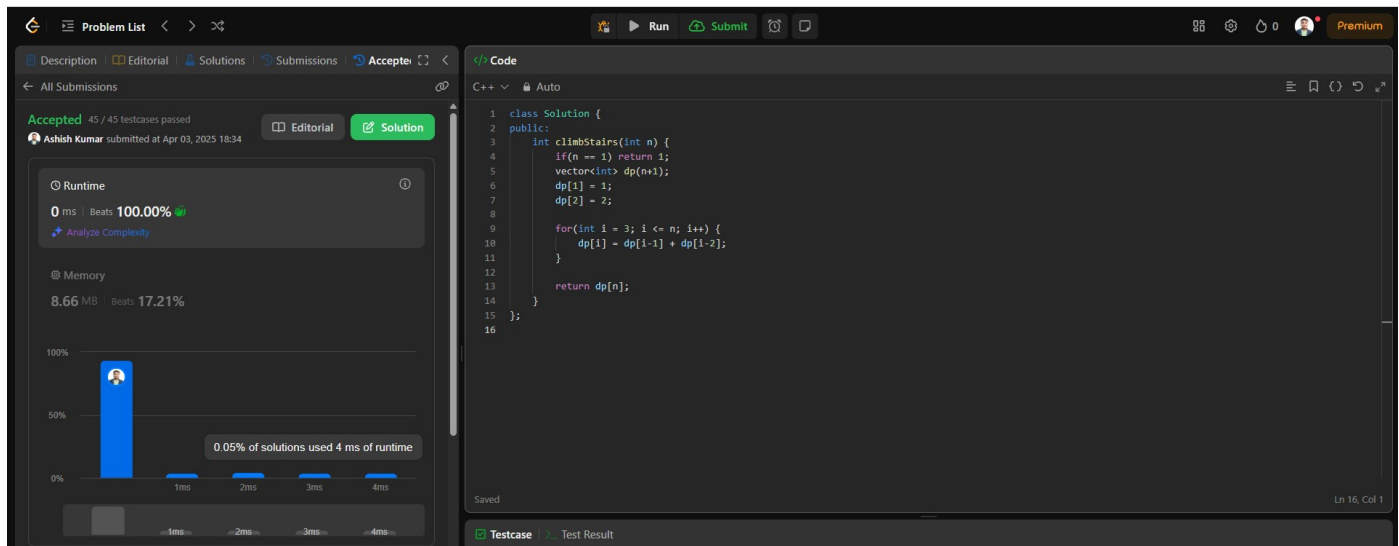 Problem List
Run
Submit
0
Premium
Description
Editorial
Solutions
Submissions
Accepte
All Submissions
Accepted 45 / 45 testcases passed
Ashish Kumar submitted at Apr 03, 2025 18:34
Editorial
Solution
Runtime
0 ms | Beats 100.00%
Analyze Complexity
Memory
8.66 MB | Beats 17.21%
100%
50%
0%
0.05% of solutions used 4 ms of runtime
1ms 2ms 3ms 4ms
1ms 2ms 3ms 4ms
</> Code
C++ Auto
1 class Solution {
2 public:
3 int climbStairs(int n) {
4 if(n == 1) return 1;
5 vector<int> dp(n+1);
6 dp[1] = 1;
7 dp[2] = 2;
8
9 for(int i = 3; i <= n; i++) {
10 dp[i] = dp[i-1] + dp[i-2];
11 }
12
13 return dp[n];
14 }
15 };
16
Saved
Ln 16, Col 1
Testcase | >_ Test Result